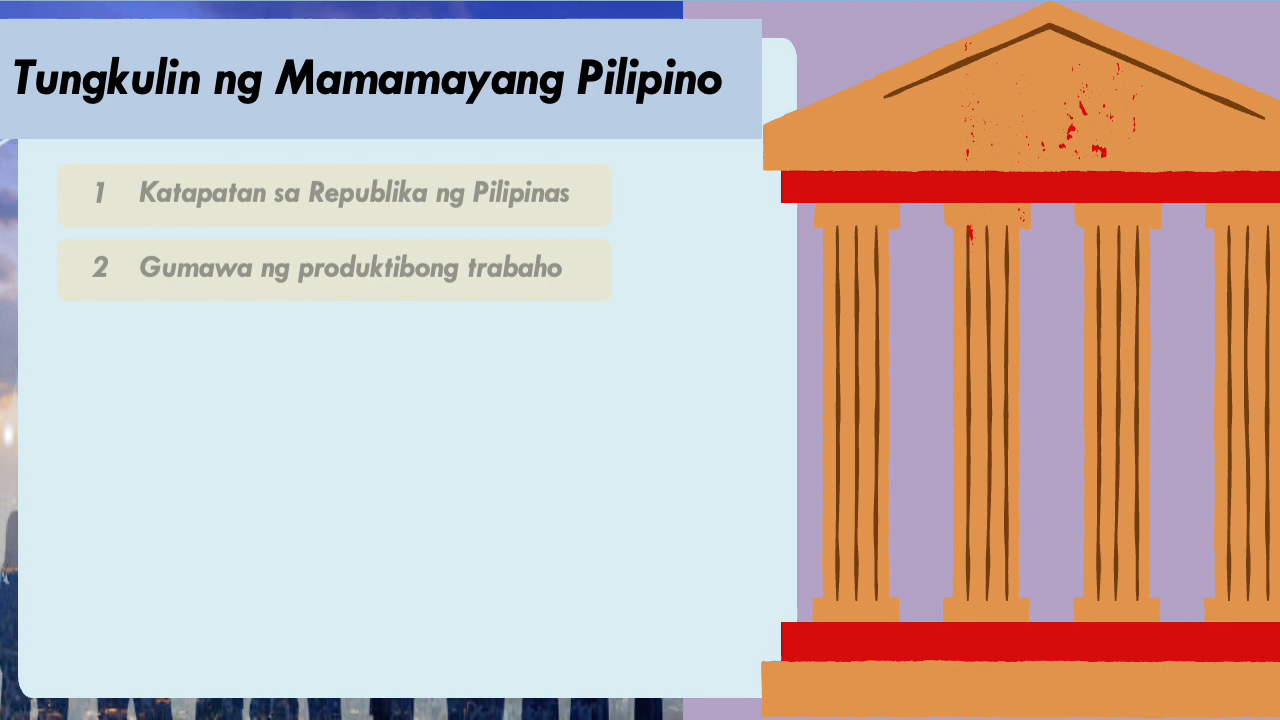 Tungkulin ng Mamamayang Pilipino
1 Katapatan sa Republika ng Pilipinas
2 Gumawa ng produktibong trabaho